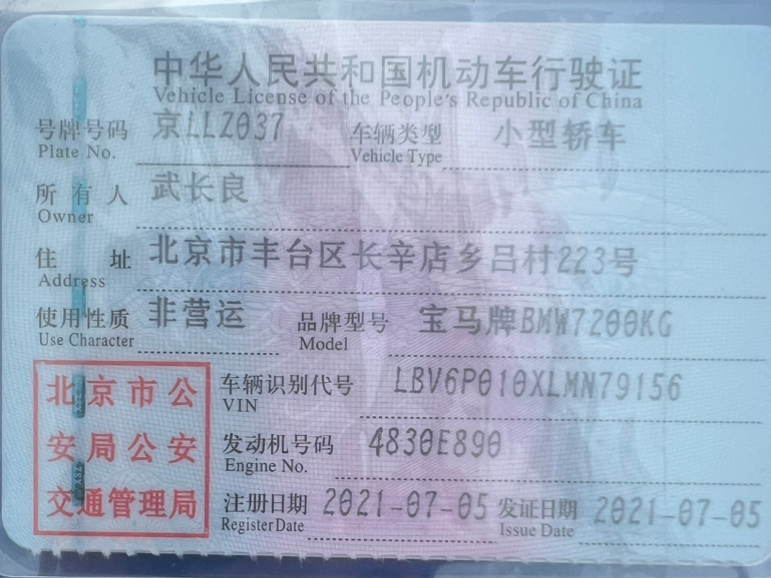 中华人民共和国机动车行驶证
Vehicle License of the People's Republic of China
号牌号码 京LLZ037 车辆类型 小型轿车
Plate No. Vehicle Type
所有人 武长良
Owner
住址 北京市丰台区长辛店乡吕村223号
Address
使用性质 非营运 品牌型号 宝马牌BMW7200KG
Use Character Model
北京市公 车辆识别代号 LBV6P010XLMN79156
VIN
安局公安 发动机号码 4830E890
Engine No.
交通管理局 注册日期 2021-07-05 发证日期 2021-07-05
Register Date Issue Date